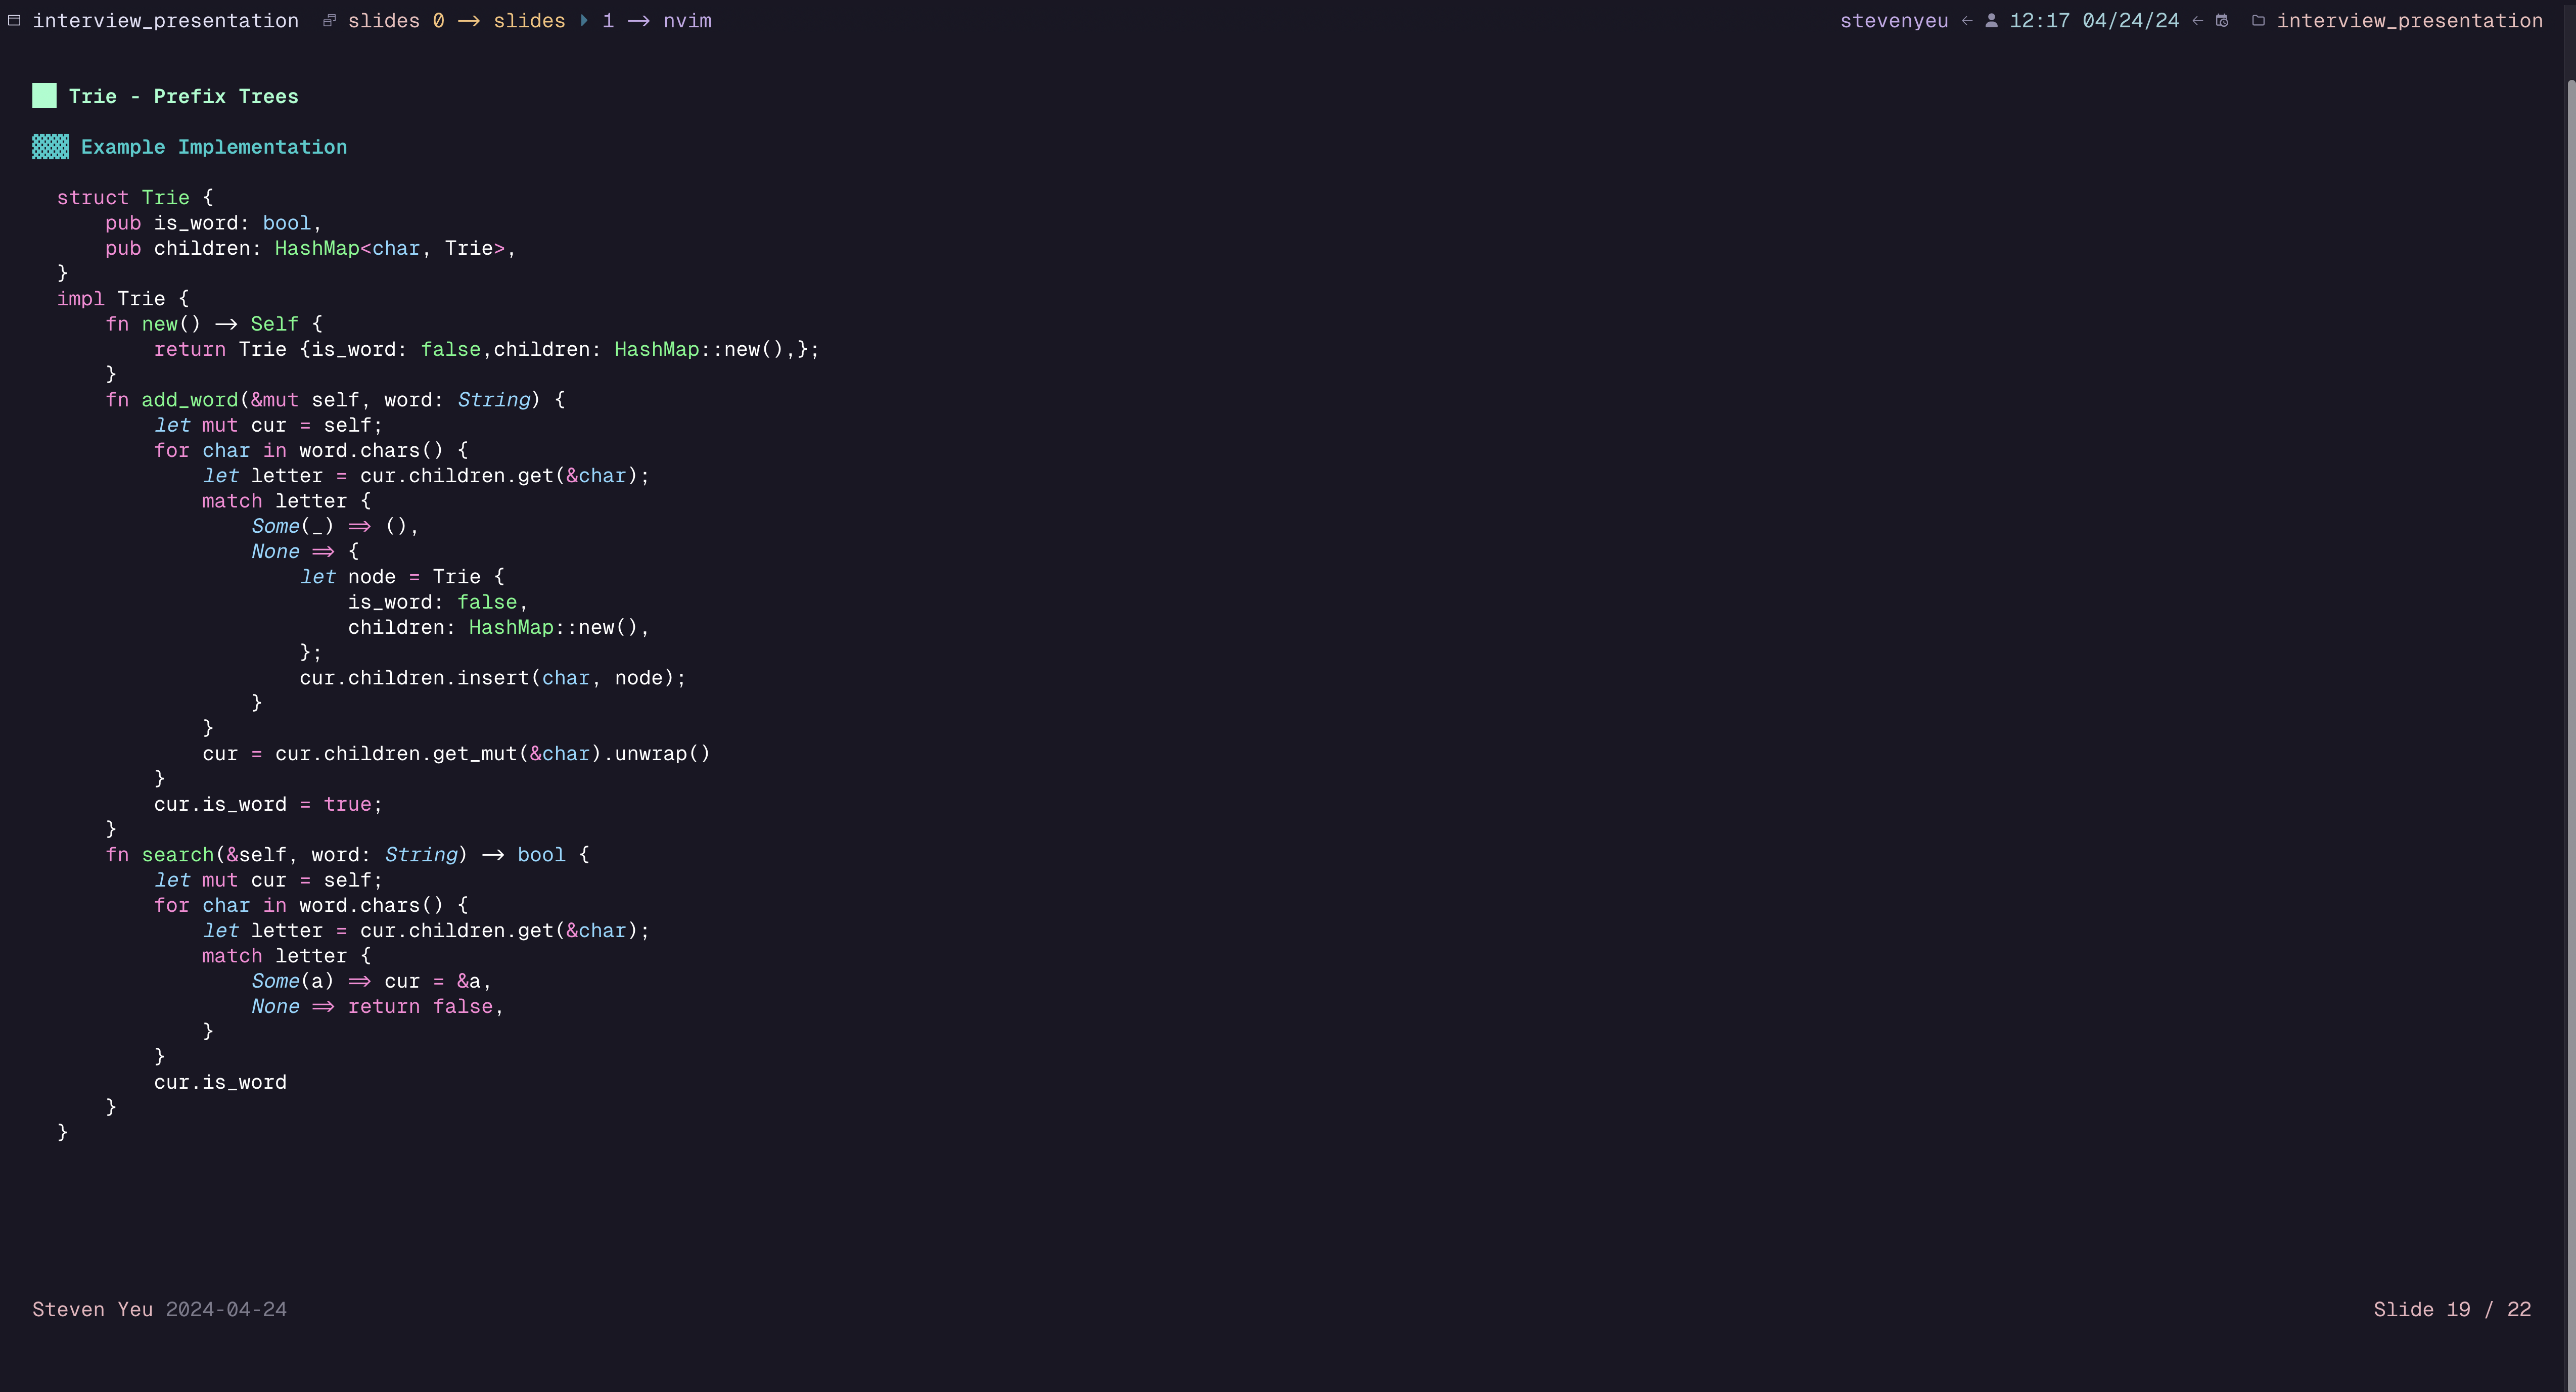 interview_presentation slides 0 → slides 1 → nvim stevenyeu ← 12:17 04/24/24 ← interview_presentation
Trie - Prefix Trees
Example Implementation
struct Trie {
    pub is_word: bool,
    pub children: HashMap<char, Trie>,
}
impl Trie {
    fn new() -> Self {
        return Trie {is_word: false,children: HashMap::new(),};
    }
    fn add_word(&mut self, word: String) {
        let mut cur = self;
        for char in word.chars() {
            let letter = cur.children.get(&char);
            match letter {
                Some(_) => (),
                None => {
                    let node = Trie {
                        is_word: false,
                        children: HashMap::new(),
                    };
                    cur.children.insert(char, node);
                }
            }
            cur = cur.children.get_mut(&char).unwrap()
        }
        cur.is_word = true;
    }
    fn search(&self, word: String) -> bool {
        let mut cur = self;
        for char in word.chars() {
            let letter = cur.children.get(&char);
            match letter {
                Some(a) => cur = &a,
                None => return false,
            }
        }
        cur.is_word
    }
}
Steven Yeu 2024-04-24 Slide 19 / 22